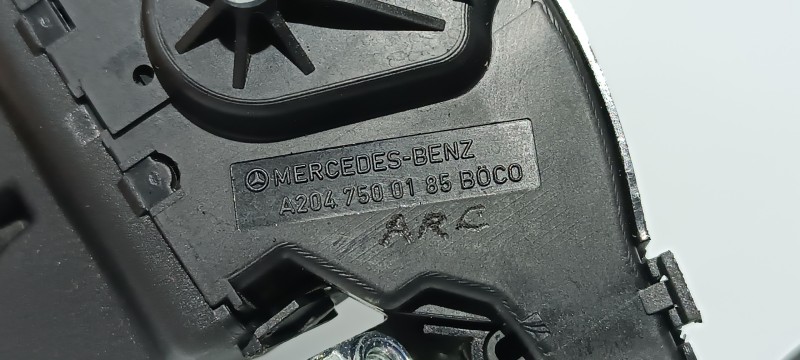 MERCEDES-BENZ
A204 750 01 85 BÖCO
ARC